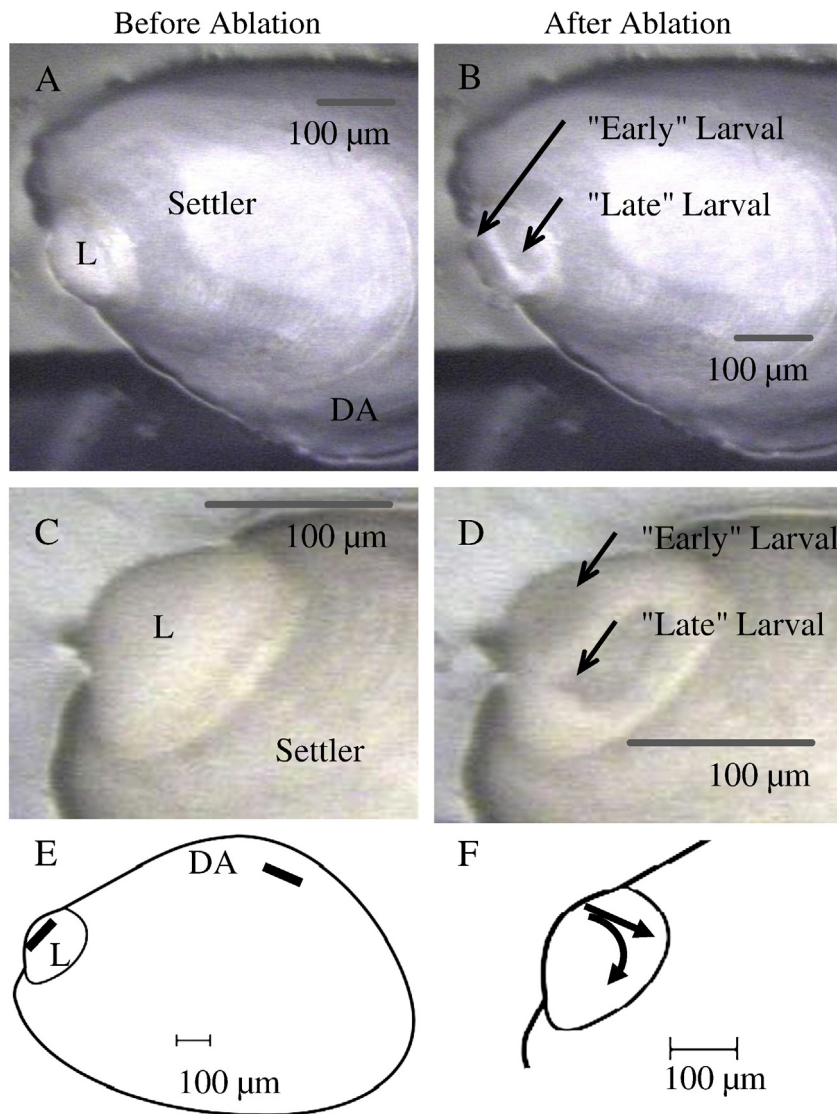 Before Ablation
After Ablation
A
100 µm
Settler
L
DA
B
"Early" Larval
"Late" Larval
100 µm
C
100 µm
L
Settler
D
"Early" Larval
"Late" Larval
100 µm
E
DA
L
100 µm
F
100 µm